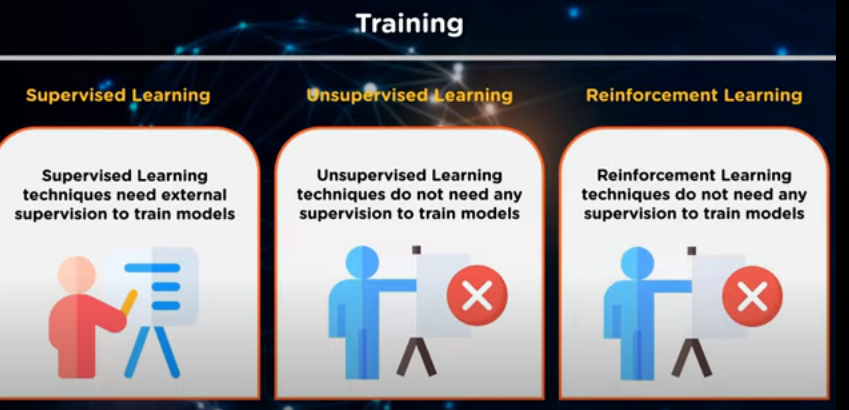 Training
Supervised Learning
Unsupervised Learning
Reinforcement Learning
Supervised Learning
techniques need external
supervision to train models
Unsupervised Learning
techniques do not need any
supervision to train models
Reinforcement Learning
techniques do not need any
supervision to train models